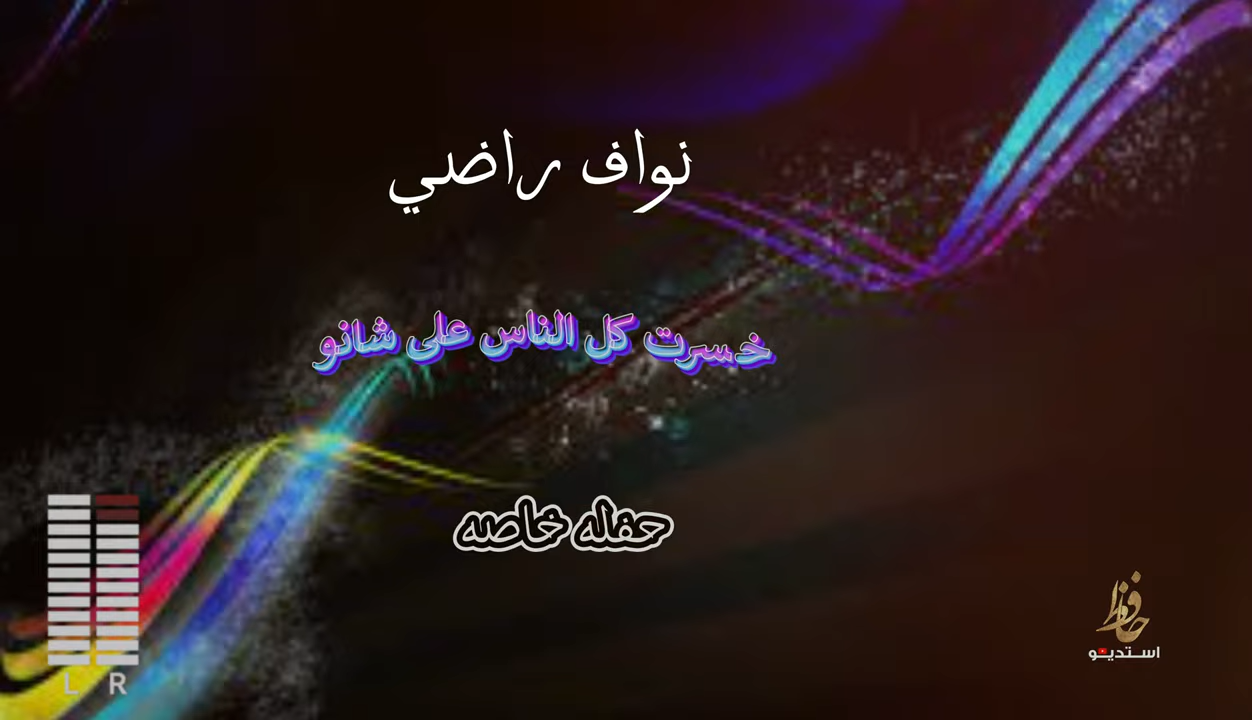 نواف راضي
خسرت كل الناس على شانو
حفله خاصه
L R
حافظ
استديو